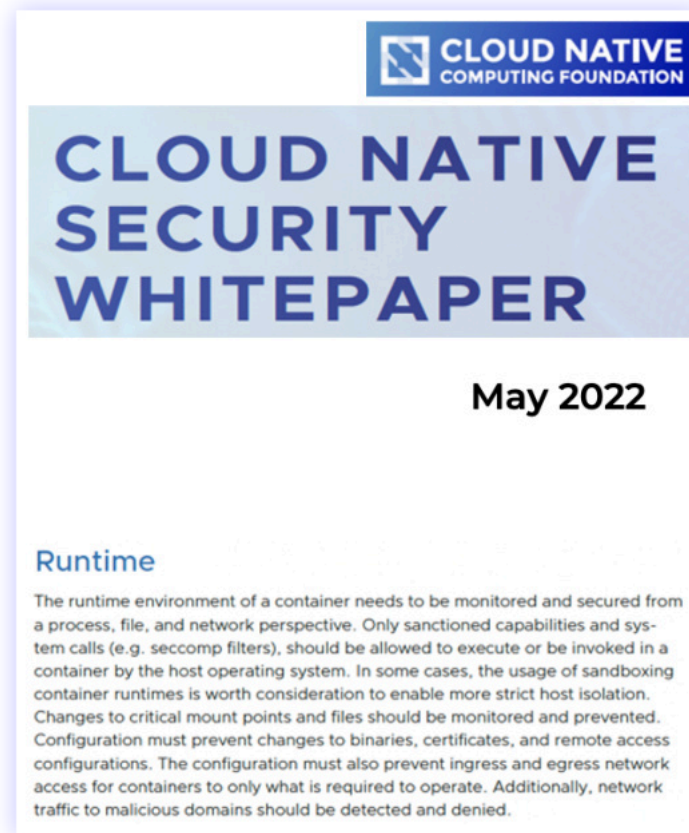 CLOUD NATIVE
COMPUTING FOUNDATION
CLOUD NATIVE
SECURITY
WHITEPAPER
May 2022
Runtime
The runtime environment of a container needs to be monitored and secured from
a process, file, and network perspective. Only sanctioned capabilities and sys-
tem calls (e.g. seccomp filters), should be allowed to execute or be invoked in a
container by the host operating system. In some cases, the usage of sandboxing
container runtimes is worth consideration to enable more strict host isolation.
Changes to critical mount points and files should be monitored and prevented.
Configuration must prevent changes to binaries, certificates, and remote access
configurations. The configuration must also prevent ingress and egress network
access for containers to only what is required to operate. Additionally, network
traffic to malicious domains should be detected and denied.